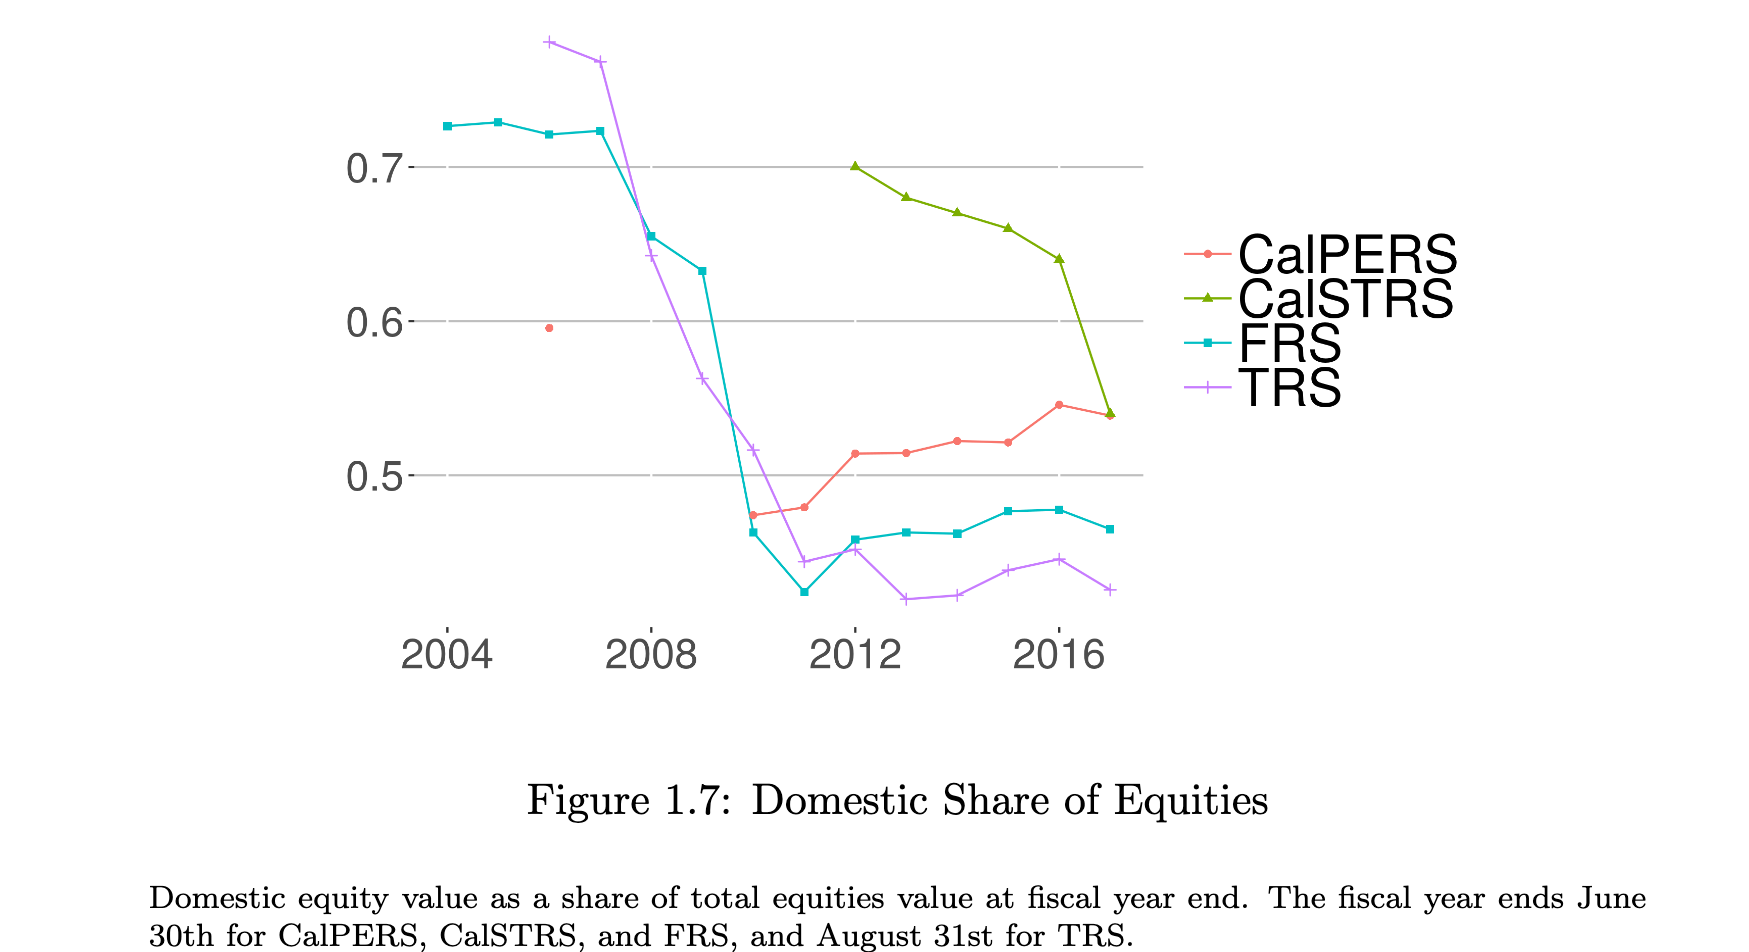 0.7
0.6
0.5
2004 2008 2012 2016
CalPERS
CalSTRS
FRS
TRS
Figure 1.7: Domestic Share of Equities
Domestic equity value as a share of total equities value at fiscal year end. The fiscal year ends June
30th for CalPERS, CalSTRS, and FRS, and August 31st for TRS.